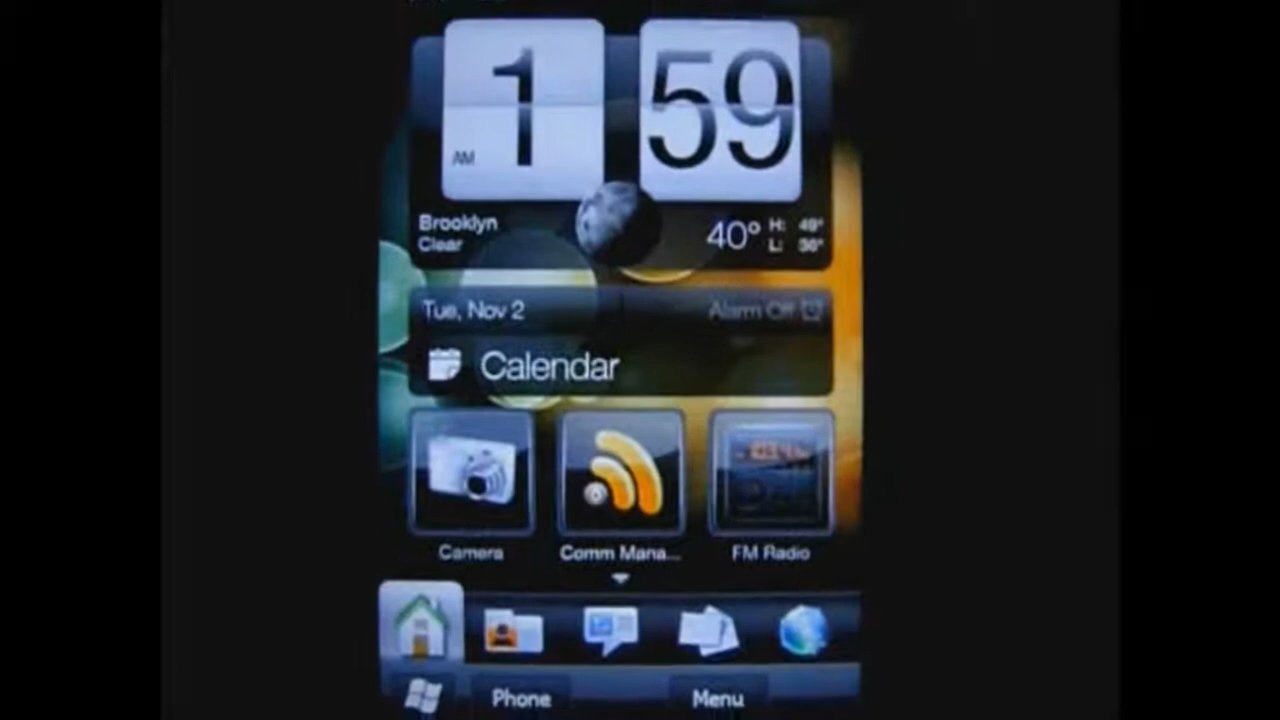 1 59
AM
Brooklyn
Clear
40° H: 49°
L: 36°
Tue, Nov 2 Alarm Off
Calendar
Camera Comm Mana... FM Radio
Phone Menu